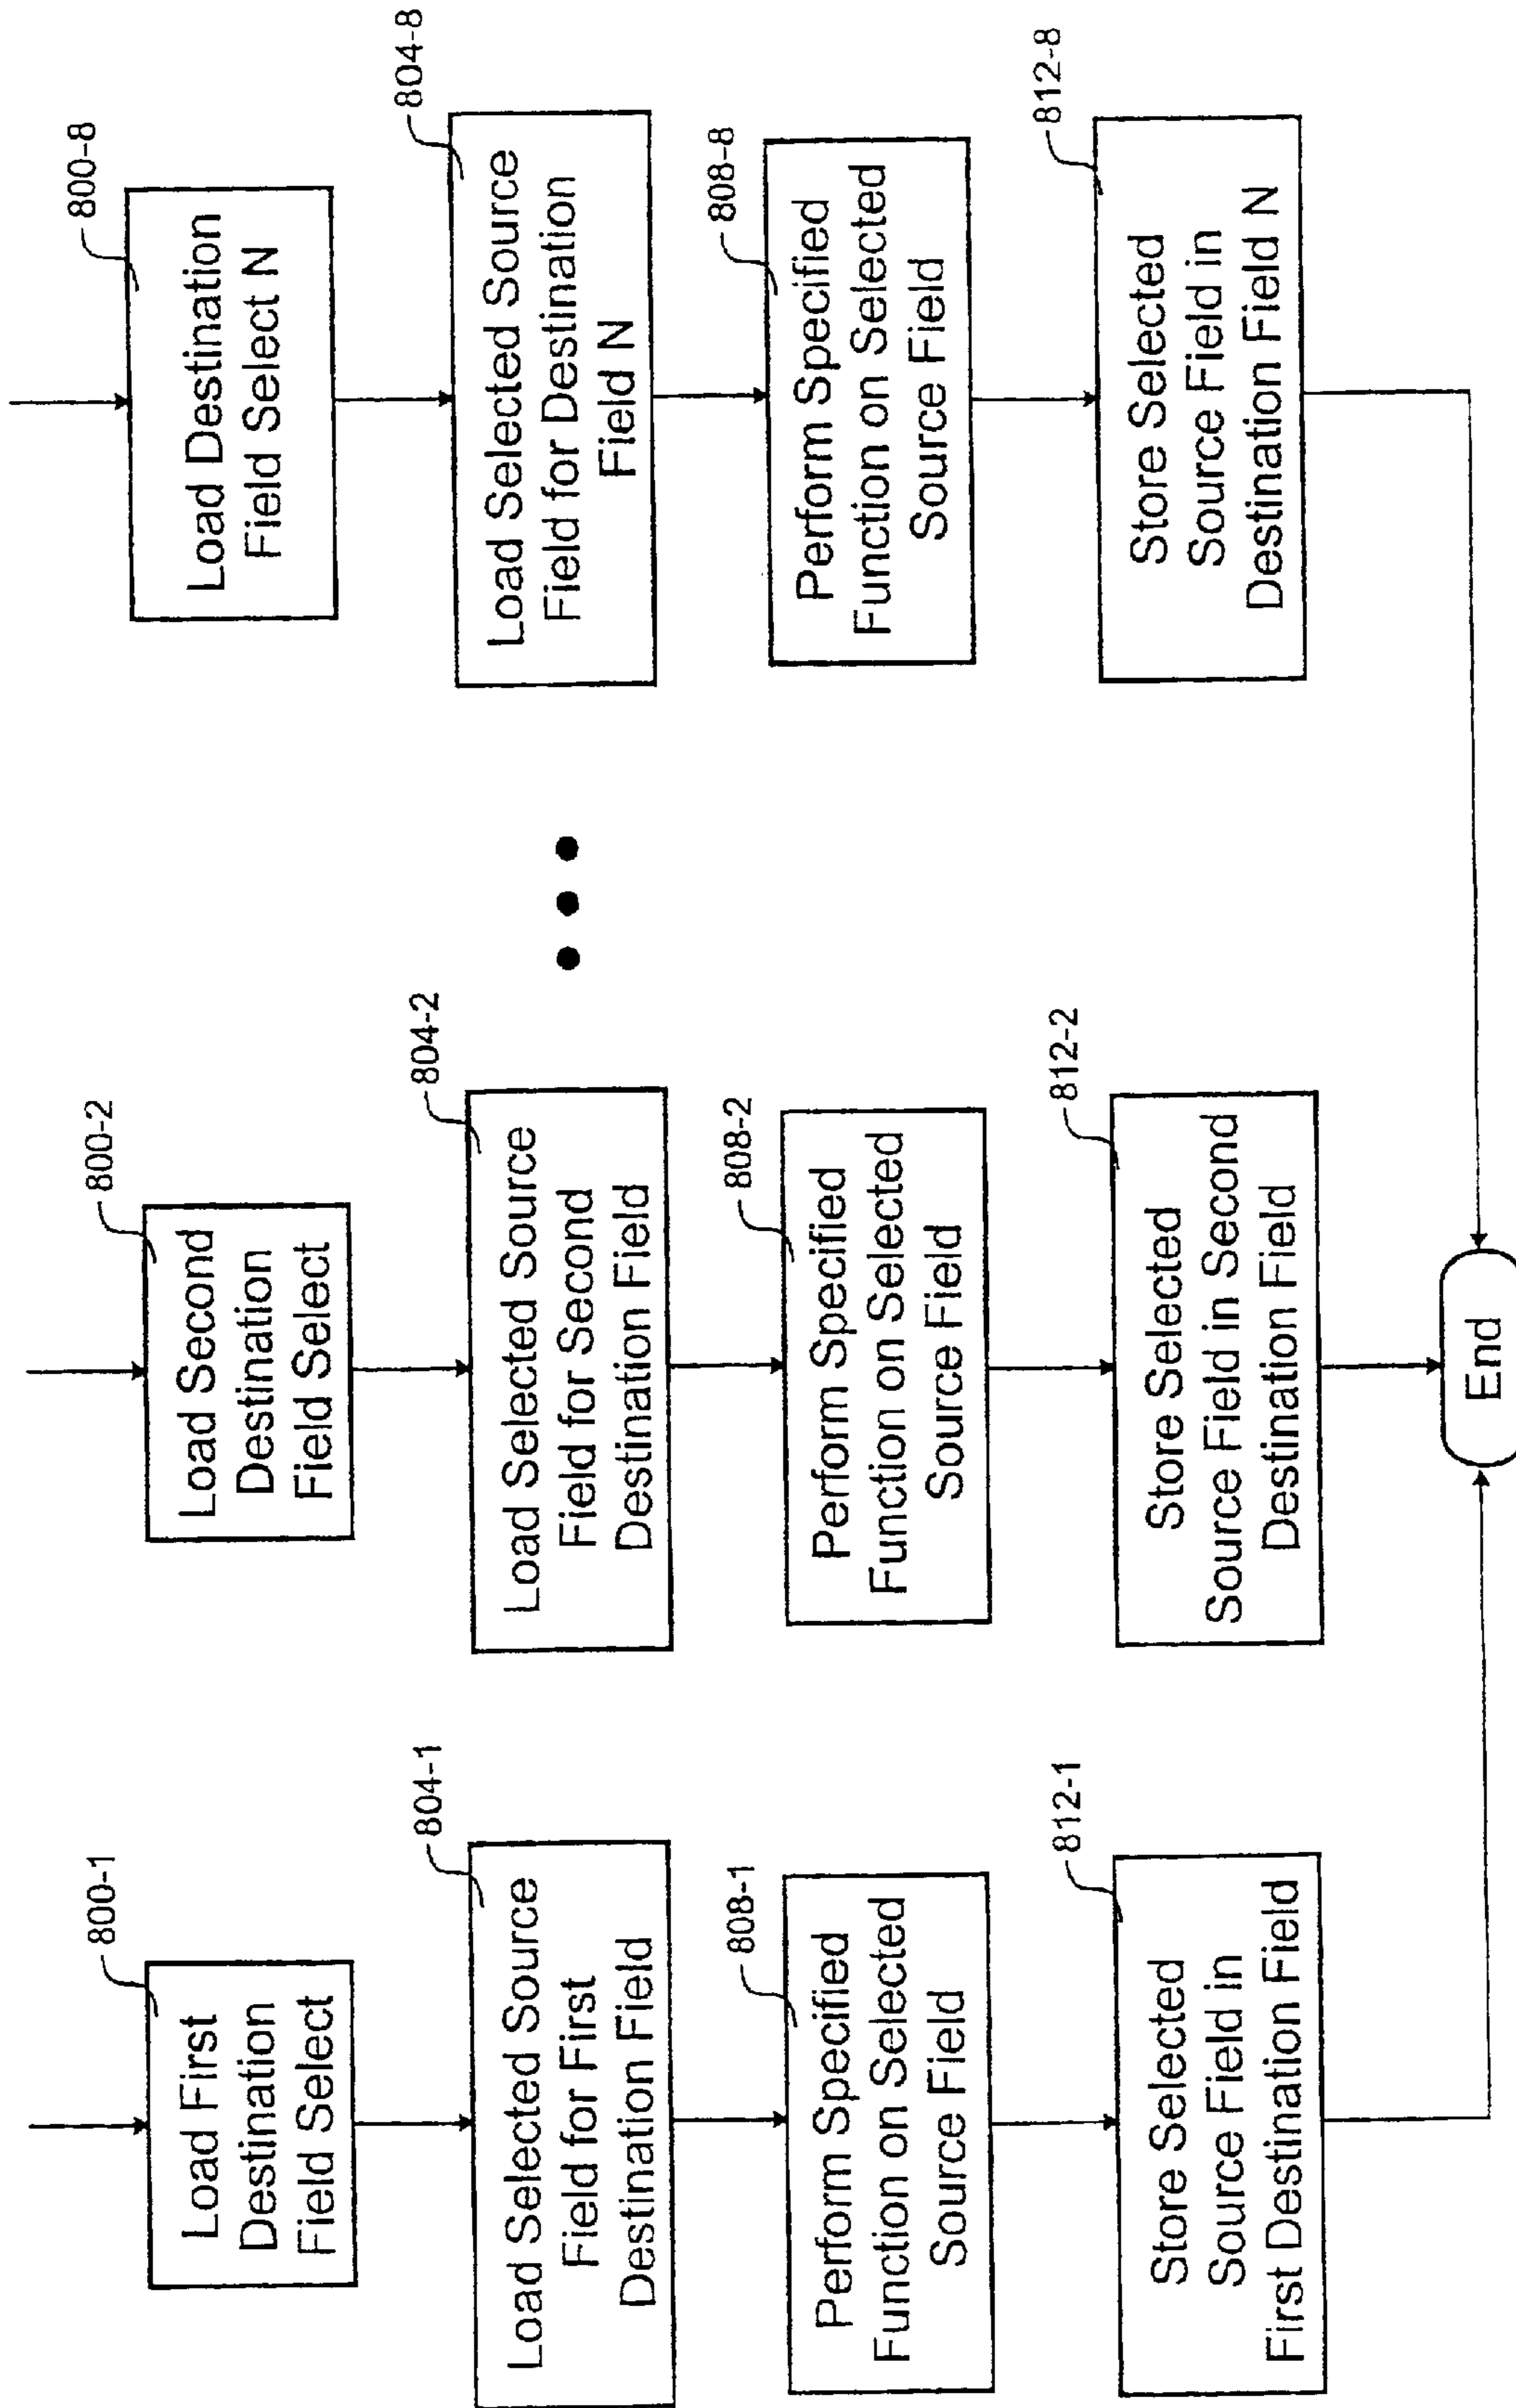 800-1
Load First
Destination
Field Select
804-1
Load Selected Source
Field for First
Destination Field
808-1
Perform Specified
Function on Selected
Source Field
812-1
Store Selected
Source Field in
First Destination Field
800-2
Load Second
Destination
Field Select
804-2
Load Selected Source
Field for Second
Destination Field
808-2
Perform Specified
Function on Selected
Source Field
812-2
Store Selected
Source Field in Second
Destination Field
800-8
Load Destination
Field Select N
804-8
Load Selected Source
Field for Destination
Field N
808-8
Perform Specified
Function on Selected
Source Field
812-8
Store Selected
Source Field in
Destination Field N
End